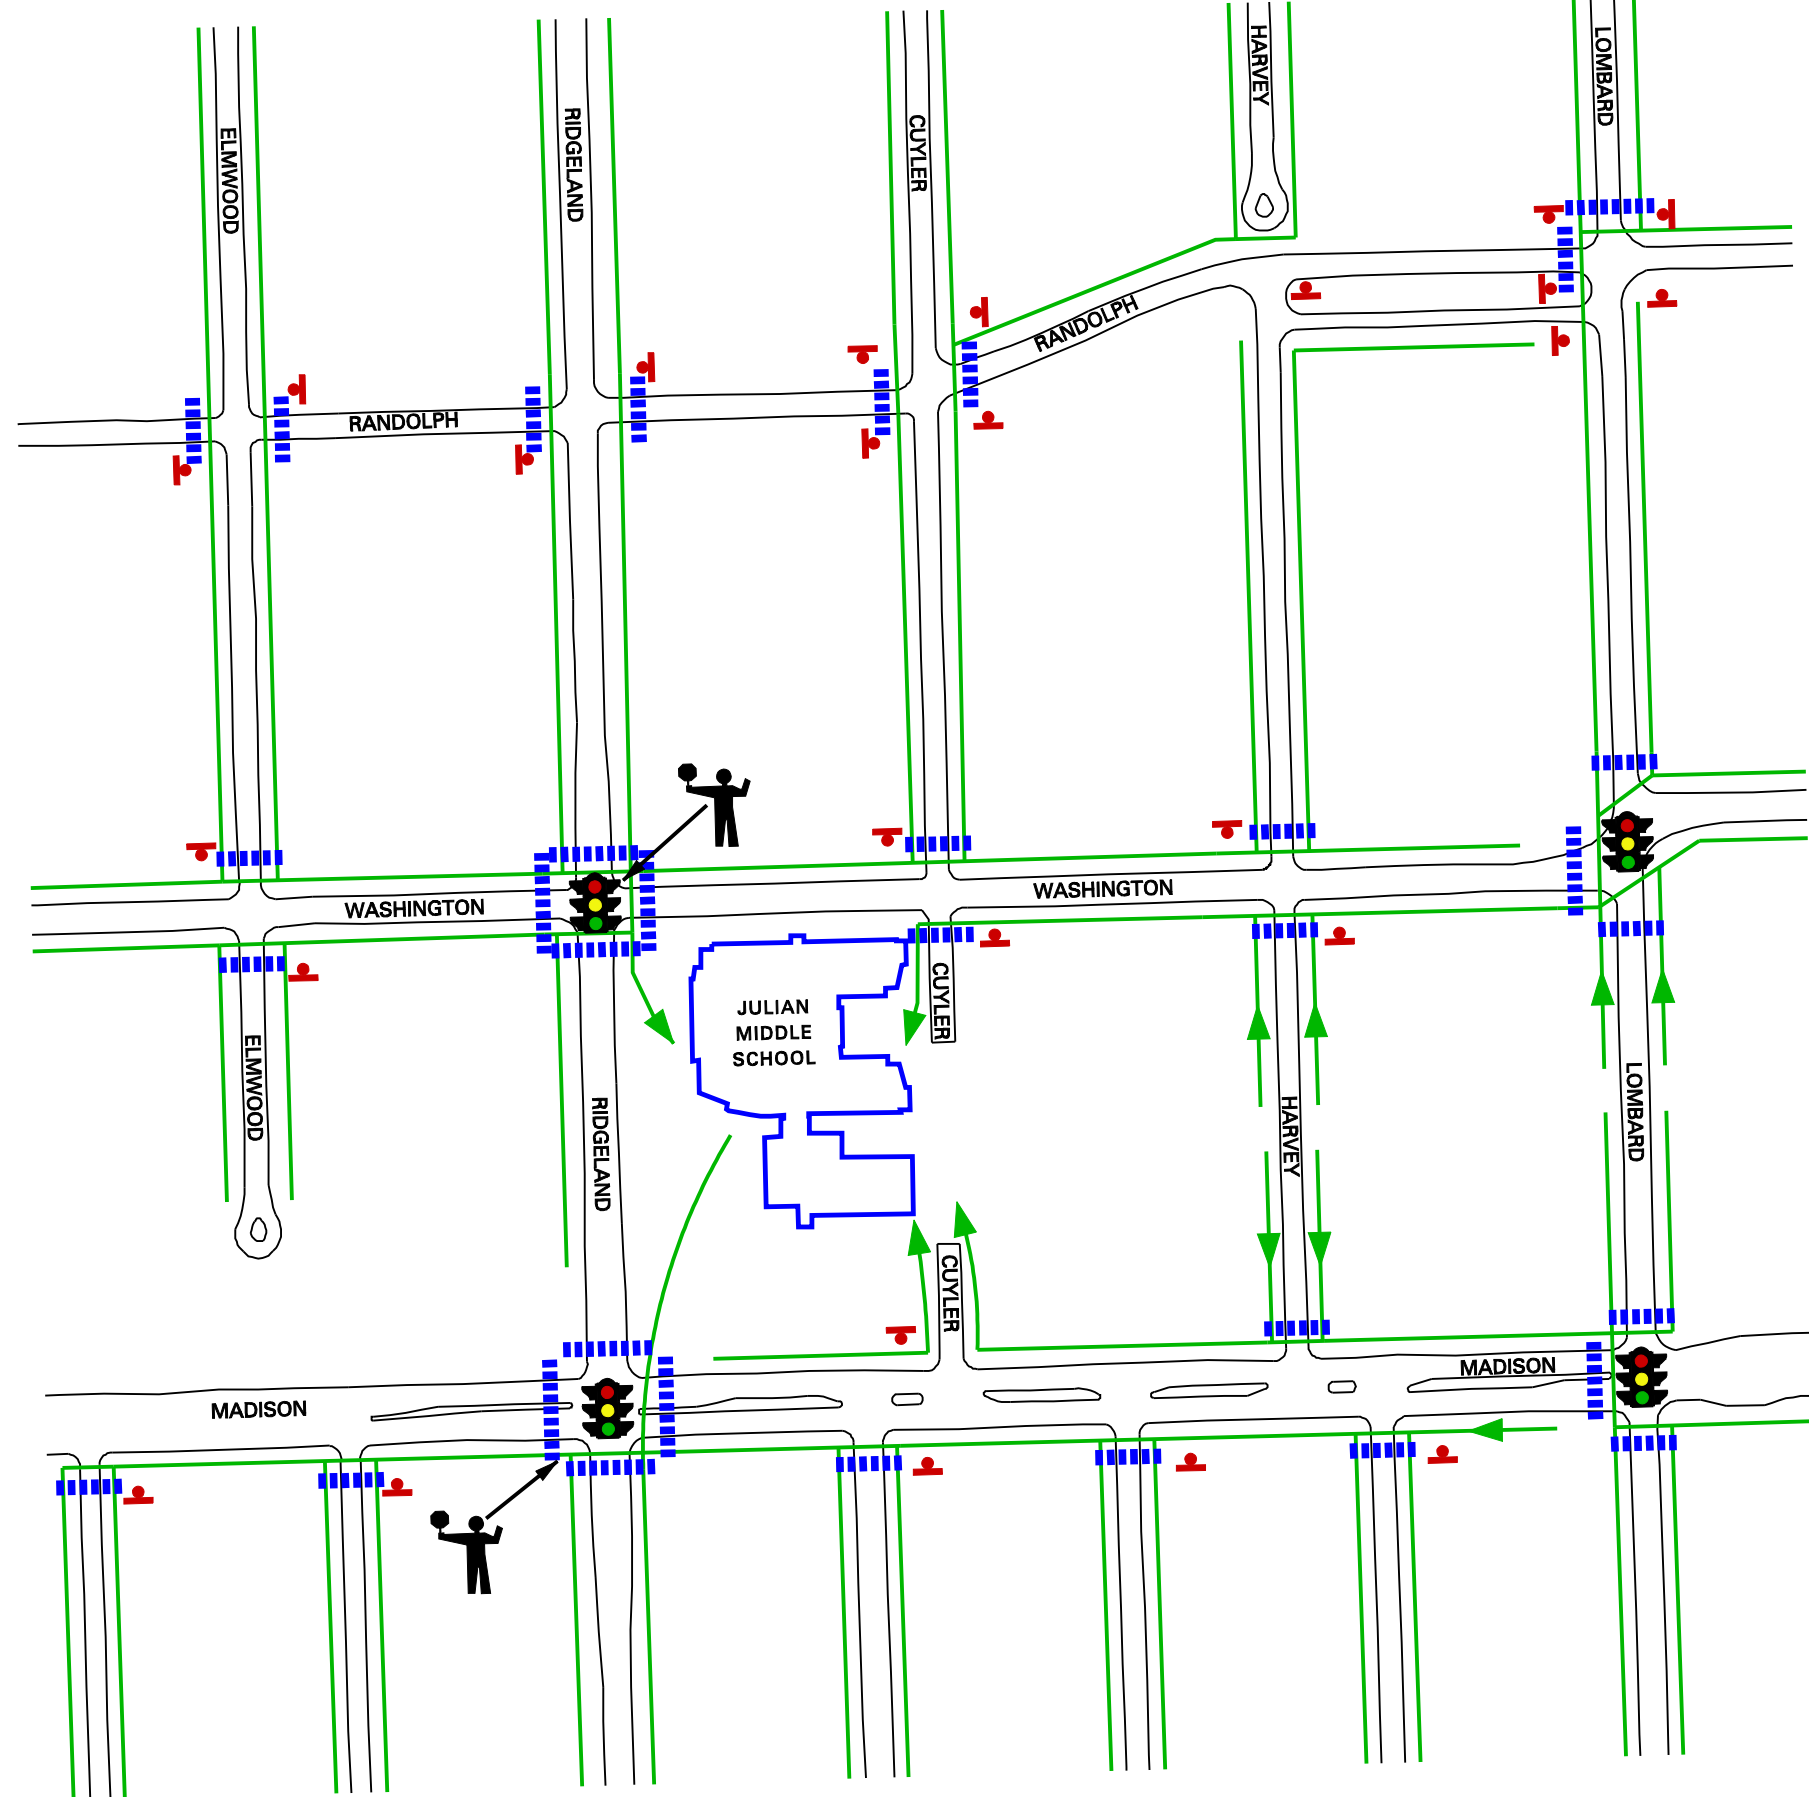 HARVEY
LOMBARD
RIDGELAND
CUYLER
ELMWOOD
RANDOLPH
RANDOLPH
WASHINGTON
WASHINGTON
CUYLER
JULIAN
MIDDLE
SCHOOL
ELMWOOD
RIDGELAND
HARVEY
LOMBARD
CUYLER
MADISON
MADISON